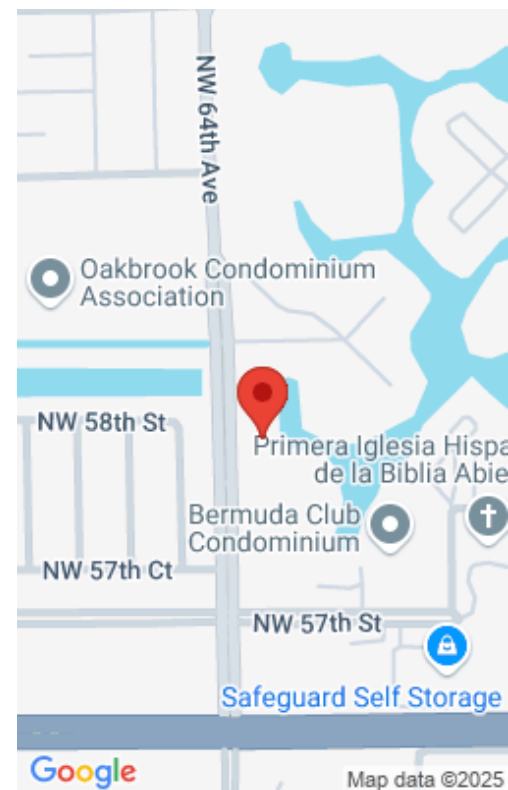 NW 64th Ave
Oakbrook Condominium
Association
NW 58th St
Primera Iglesia Hispa
de la Biblia Abie
Bermuda Club
Condominium
NW 57th Ct
NW 57th St
Safeguard Self Storage
Google
Map data ©2025